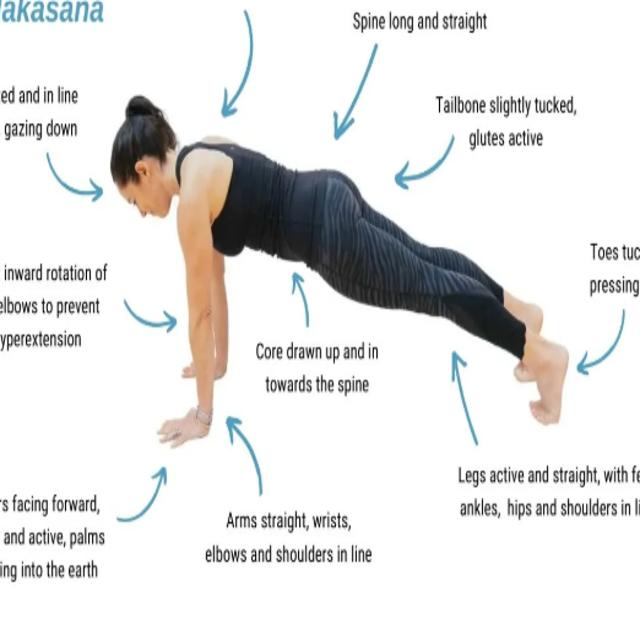 akasana
Spine long and straight
ed and in line
gazing down
Tailbone slightly tucked,
glutes active
inward rotation of
elbows to prevent
yperextension
Toes tuc
pressing
Core drawn up and in
towards the spine
Legs active and straight, with fe
ankles, hips and shoulders in li
rs facing forward,
and active, palms
ing into the earth
Arms straight, wrists,
elbows and shoulders in line